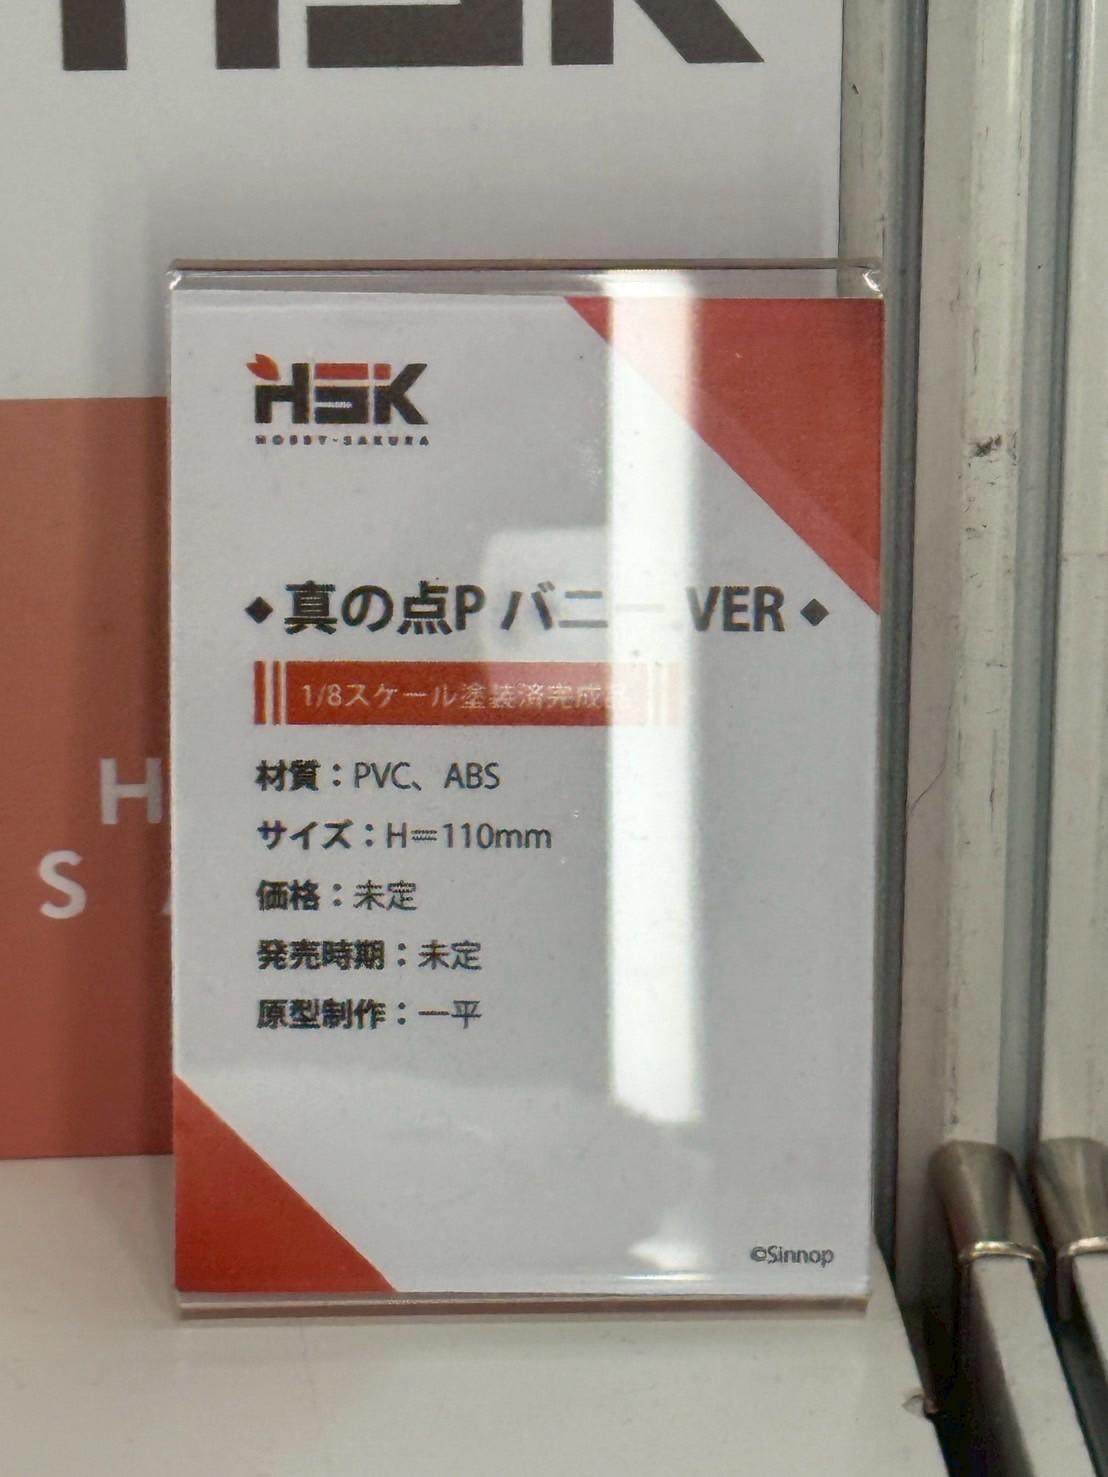 HSK
HSK
HOBBY-SAKURA
◆真の点P バニー VER◆
1/8スケール塗装済完成品
材質：PVC、ABS
サイズ：H=110mm
価格：未定
発売時期：未定
原型制作：一平
©Sinnop
H
S